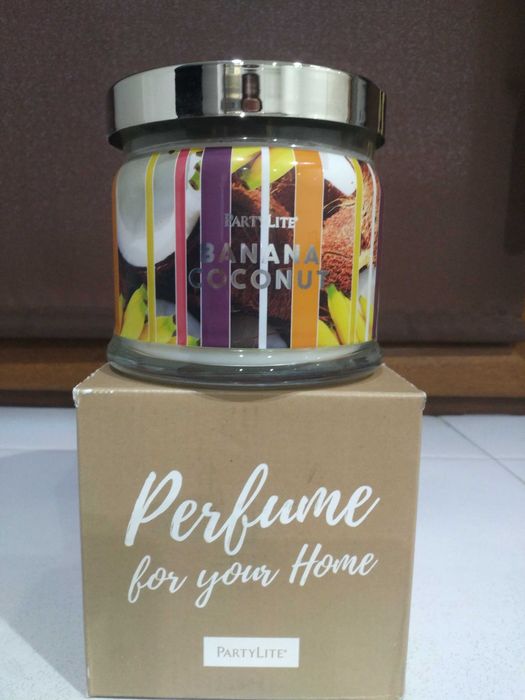 PARTYLITE®
BANANA
COCONUT
Perfume
for your Home
PARTYLITE®